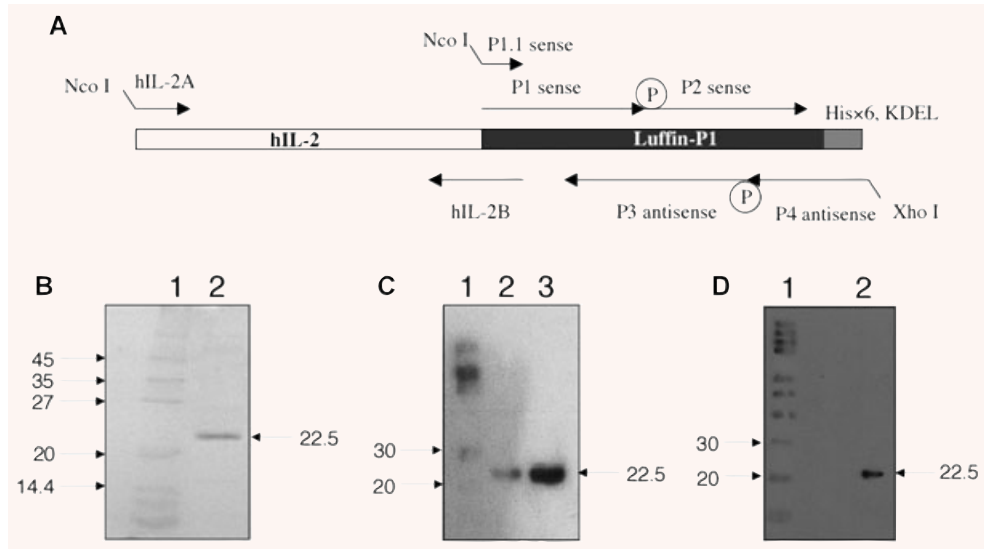 A
Nco I
P1.1 sense
Nco I
hIL-2A
P1 sense
P
P2 sense
His×6, KDEL
hIL-2
Luffin-P1
hIL-2B
P3 antisense
P
P4 antisense
Xho I
B
1 2
45
35
27
20
14.4
22.5
C
1 2 3
30
20
22.5
D
1 2
30
20
22.5